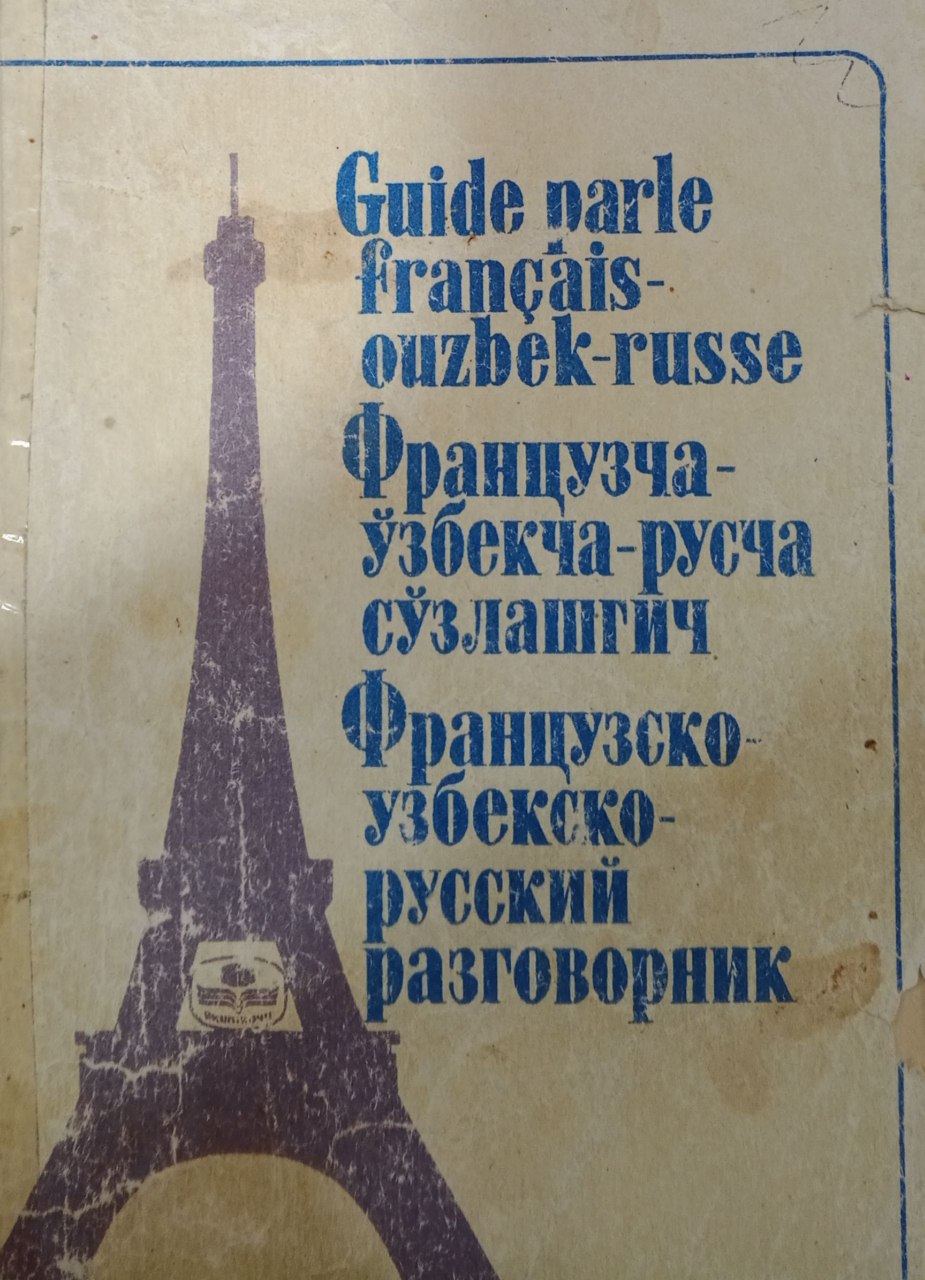 Guide parle
français-
ouzbek-russe
Французча-
ўзбекча-русча
сўзлашгич
Французско-
узбекско-
русский
разговорник